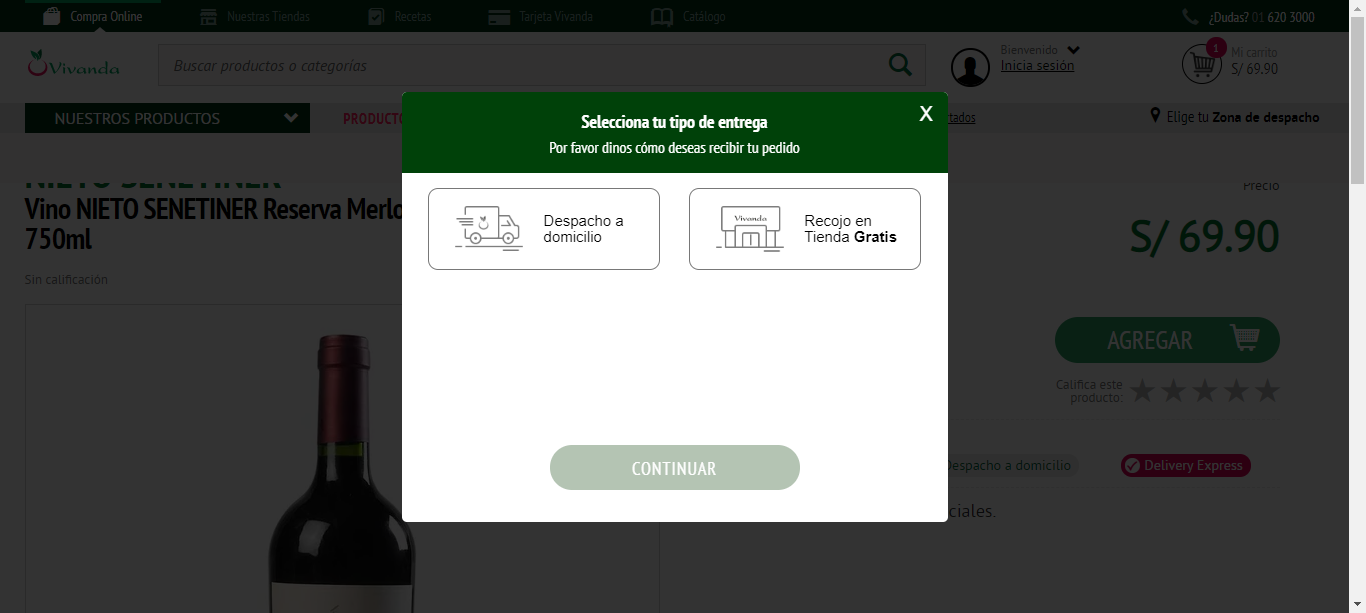 Compra Online
Nuestras Tiendas
Recetas
Tarjeta Vivanda
Catálogo
¿Dudas? 01 620 3000
Vivanda
Buscar productos o categorías
Bienvenido
Inicia sesión
1
Mi carrito
S/ 69.90
NUESTROS PRODUCTOS
PRODUCTO
tados
Elige tu Zona de despacho
Selecciona tu tipo de entrega
X
Por favor dinos cómo deseas recibir tu pedido
NIETO SENETINER
Vino NIETO SENETINER Reserva Merlo
750ml
Sin calificación
Precio
S/ 69.90
Despacho a
domicilio
Vivanda
Recojo en
Tienda Gratis
AGREGAR
Califica este
producto:
CONTINUAR
Despacho a domicilio
Delivery Express
ciales.